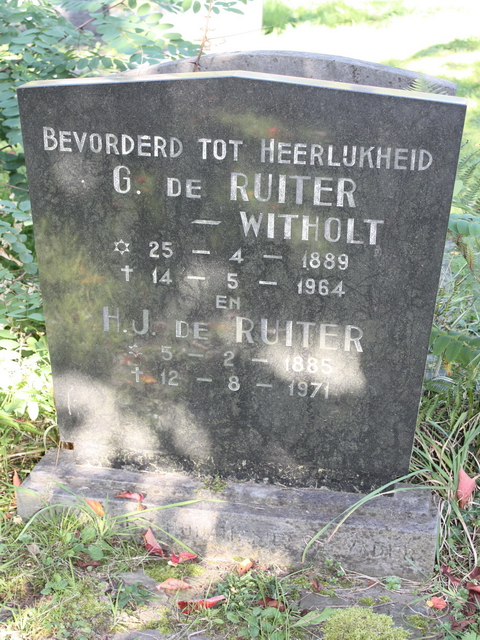 BEVORDERD TOT HEERLIJKHEID
G. DE RUITER
— WITHOLT
✡ 25 – 4 – 1889
† 14 – 5 – 1964
EN
H.J. DE RUITER
✡ 5 – 2 – 1885
† 12 – 8 – 1971